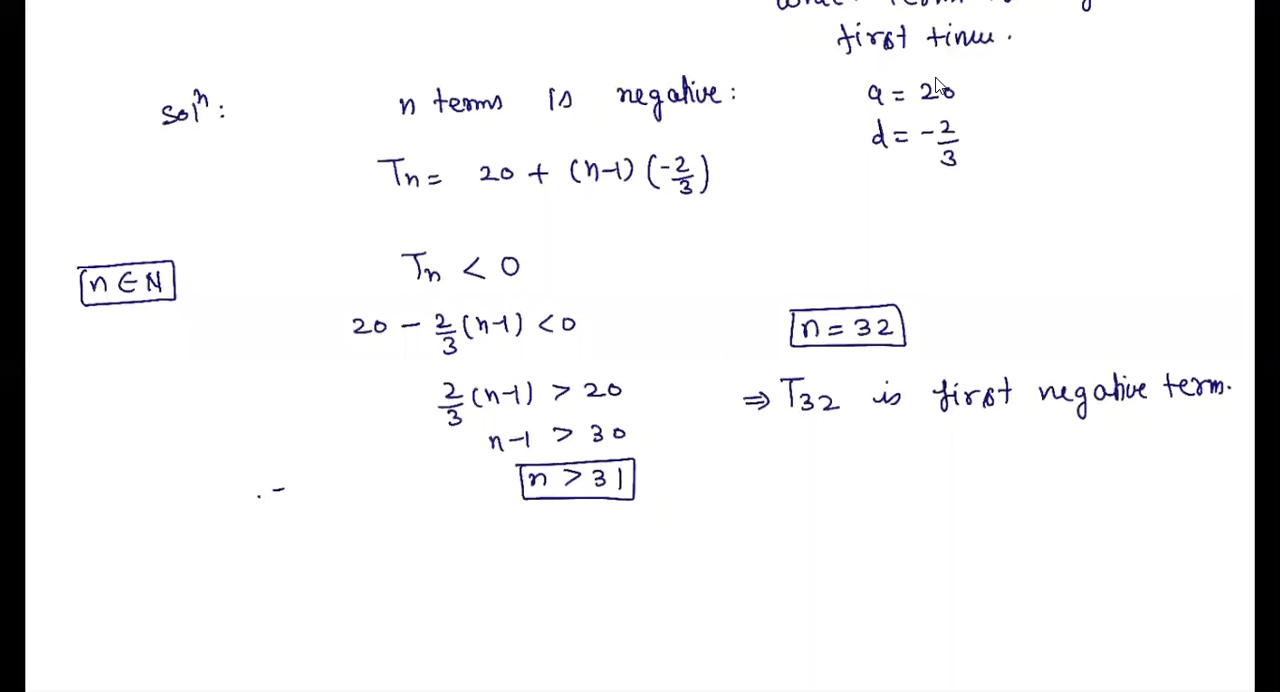 first time.
Solⁿ: n terms is negative: a = 20
d = -2/3
Tn = 20 + (n-1) (-2/3)
n ∈ N
Tn < 0
20 - 2/3 (n-1) < 0
n = 32
2/3 (n-1) > 20
⇒ T32 is first negative term.
n-1 > 30
n > 31